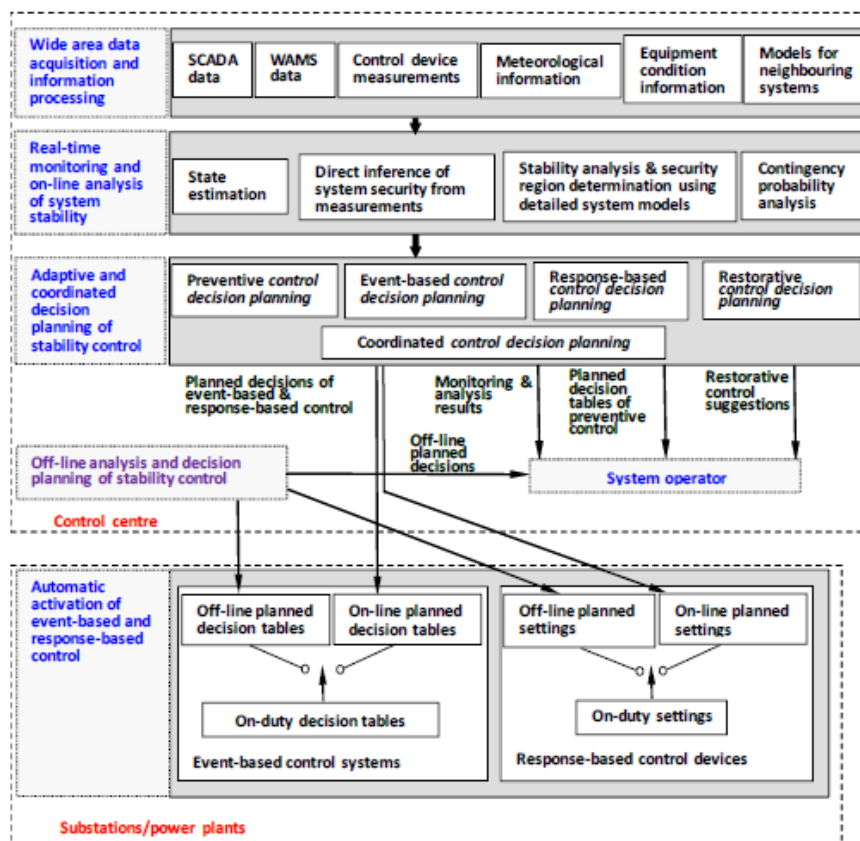 Wide area data
acquisition and
information
processing
SCADA
data
WAMS
data
Control device
measurements
Meteorological
information
Equipment
condition
information
Models for
neighbouring
systems
Real-time
monitoring and
on-line analysis
of system
stability
State
estimation
Direct inference of
system security from
measurements
Stability analysis & security
region determination using
detailed system models
Contingency
probability
analysis
Adaptive and
coordinated
decision
planning of
stability control
Preventive control
decision planning
Event-based control
decision planning
Response-based
control decision
planning
Restorative
control decision
planning
Coordinated control decision planning
Planned decisions of
event-based &
response-based control
Monitoring &
analysis
results
Planned
decision
tables of
preventive
control
Restorative
control
suggestions
Off-line
planned
decisions
Off-line analysis and decision
planning of stability control
System operator
Control centre
Automatic
activation of
event-based and
response-based
control
Off-line planned
decision tables
On-line planned
decision tables
Off-line planned
settings
On-line planned
settings
On-duty decision tables
On-duty settings
Event-based control systems
Response-based control devices
Substations/power plants